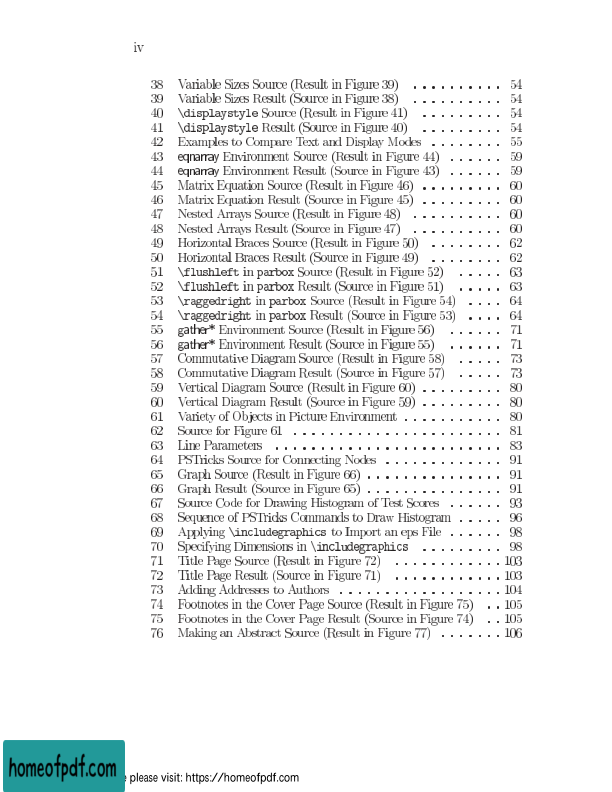 iv
38 Variable Sizes Source (Result in Figure 39) . . . . . . . . . . 54
39 Variable Sizes Result (Source in Figure 38) . . . . . . . . . . 54
40 \displaystyle Source (Result in Figure 41) . . . . . . . . . 54
41 \displaystyle Result (Source in Figure 40) . . . . . . . . . 54
42 Examples to Compare Text and Display Modes . . . . . . . . 55
43 eqnarray Environment Source (Result in Figure 44) . . . . . . 59
44 eqnarray Environment Result (Source in Figure 43) . . . . . . 59
45 Matrix Equation Source (Result in Figure 46) . . . . . . . . . 60
46 Matrix Equation Result (Source in Figure 45) . . . . . . . . . 60
47 Nested Arrays Source (Result in Figure 48) . . . . . . . . . . 60
48 Nested Arrays Result (Source in Figure 47) . . . . . . . . . . 60
49 Horizontal Braces Source (Result in Figure 50) . . . . . . . . 62
50 Horizontal Braces Result (Source in Figure 49) . . . . . . . . 62
51 \flushleft in parbox Source (Result in Figure 52) . . . . . 63
52 \flushleft in parbox Result (Source in Figure 51) . . . . . 63
53 \raggedright in parbox Source (Result in Figure 54) . . . . 64
54 \raggedright in parbox Result (Source in Figure 53) . . . . 64
55 gather* Environment Source (Result in Figure 56) . . . . . . 71
56 gather* Environment Result (Source in Figure 55) . . . . . . 71
57 Commutative Diagram Source (Result in Figure 58) . . . . . 73
58 Commutative Diagram Result (Source in Figure 57) . . . . . 73
59 Vertical Diagram Source (Result in Figure 60) . . . . . . . . . 80
60 Vertical Diagram Result (Source in Figure 59) . . . . . . . . . 80
61 Variety of Objects in Picture Environment . . . . . . . . . . . 80
62 Source for Figure 61 . . . . . . . . . . . . . . . . . . . . 81
63 Line Parameters . . . . . . . . . . . . . . . . . . . . . . 83
64 PSTricks Source for Connecting Nodes . . . . . . . . . . . . . 91
65 Graph Source (Result in Figure 66) . . . . . . . . . . . . . . 91
66 Graph Result (Source in Figure 65) . . . . . . . . . . . . . . 91
67 Source Code for Drawing Histogram of Test Scores . . . . . . 93
68 Sequence of PSTricks Commands to Draw Histogram . . . . . 96
69 Applying \includegraphics to Import an eps File . . . . . . 98
70 Specifying Dimensions in \includegraphics . . . . . . . . . 98
71 Title Page Source (Result in Figure 72) . . . . . . . . . . . . 103
72 Title Page Result (Source in Figure 71) . . . . . . . . . . . . 103
73 Adding Addresses to Authors . . . . . . . . . . . . . . . . . 104
74 Footnotes in the Cover Page Source (Result in Figure 75) . . 105
75 Footnotes in the Cover Page Result (Source in Figure 74) . . 105
76 Making an Abstract Source (Result in Figure 77) . . . . . . . 106
homeofpdf.com
please visit: https://homeofpdf.com